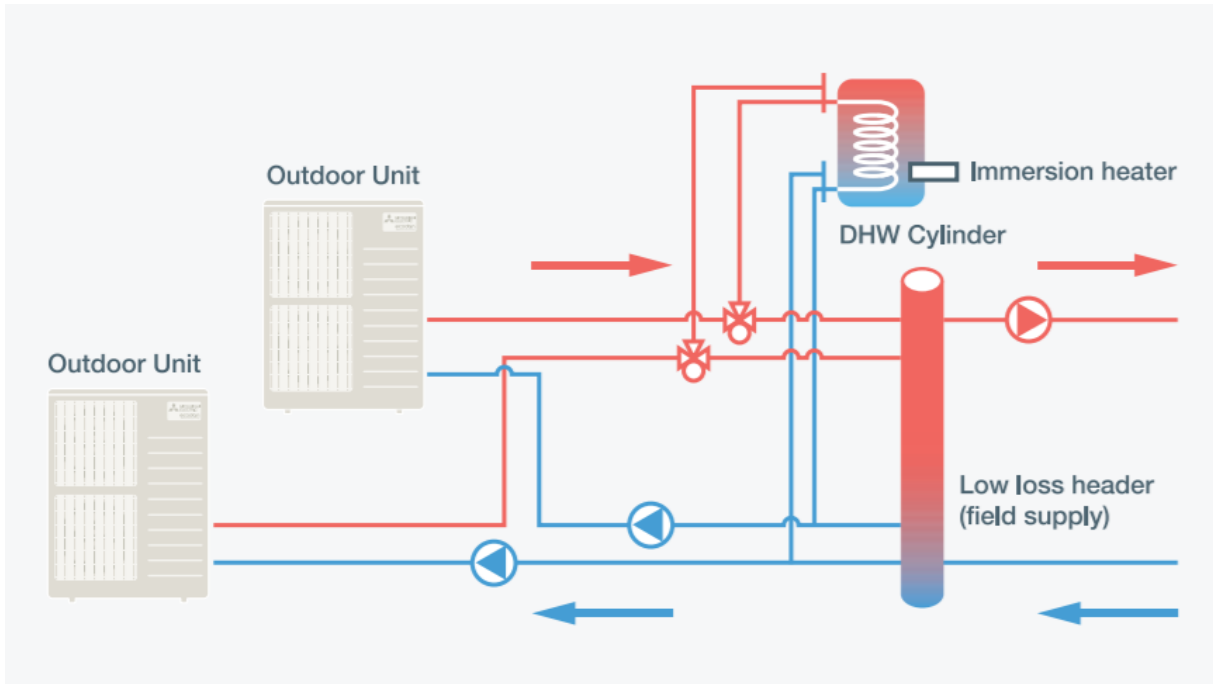 Immersion heater
Outdoor Unit
DHW Cylinder
Outdoor Unit
Low loss header
(field supply)